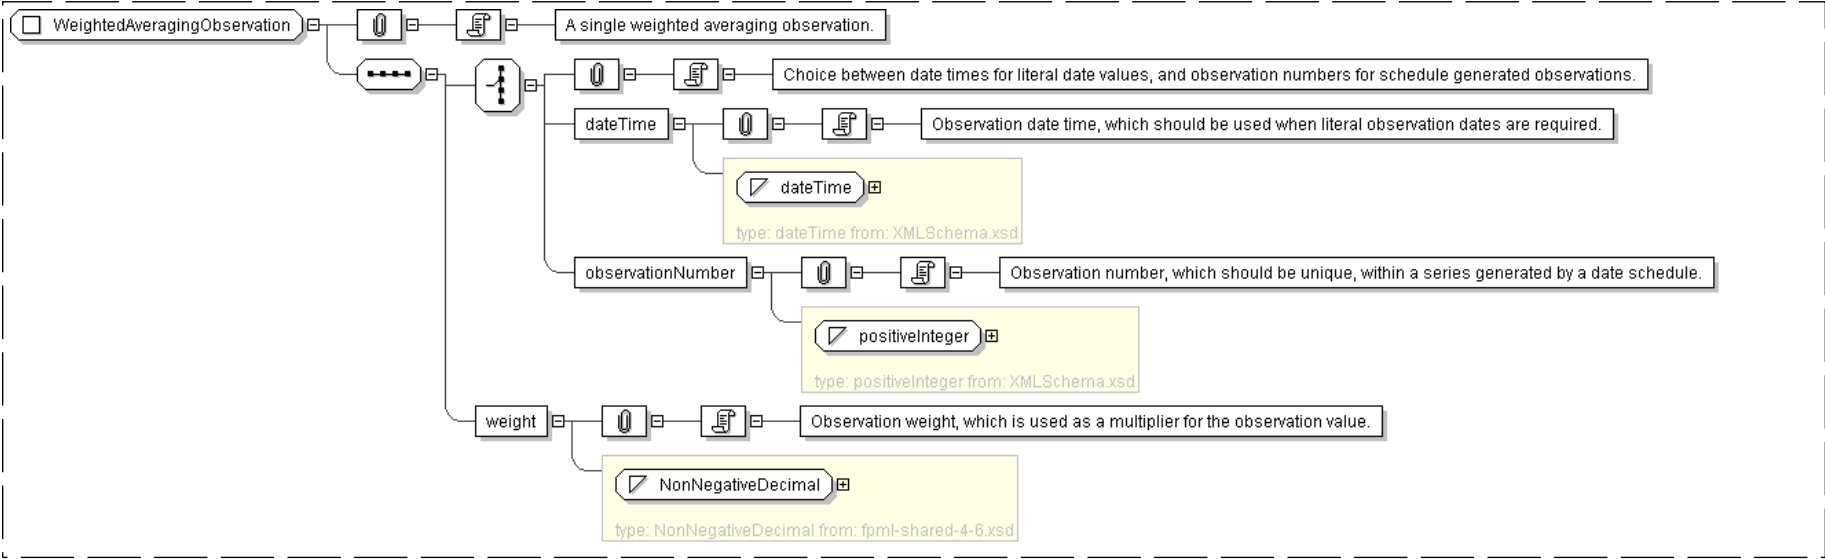 WeightedAveragingObservation
A single weighted averaging observation.
Choice between date times for literal date values, and observation numbers for schedule generated observations.
dateTime
Observation date time, which should be used when literal observation dates are required.
dateTime
type: dateTime from: XMLSchema.xsd
observationNumber
Observation number, which should be unique, within a series generated by a date schedule.
positiveInteger
type: positiveInteger from: XMLSchema.xsd
weight
Observation weight, which is used as a multiplier for the observation value.
NonNegativeDecimal
type: NonNegativeDecimal from: fpml-shared-4-6.xsd